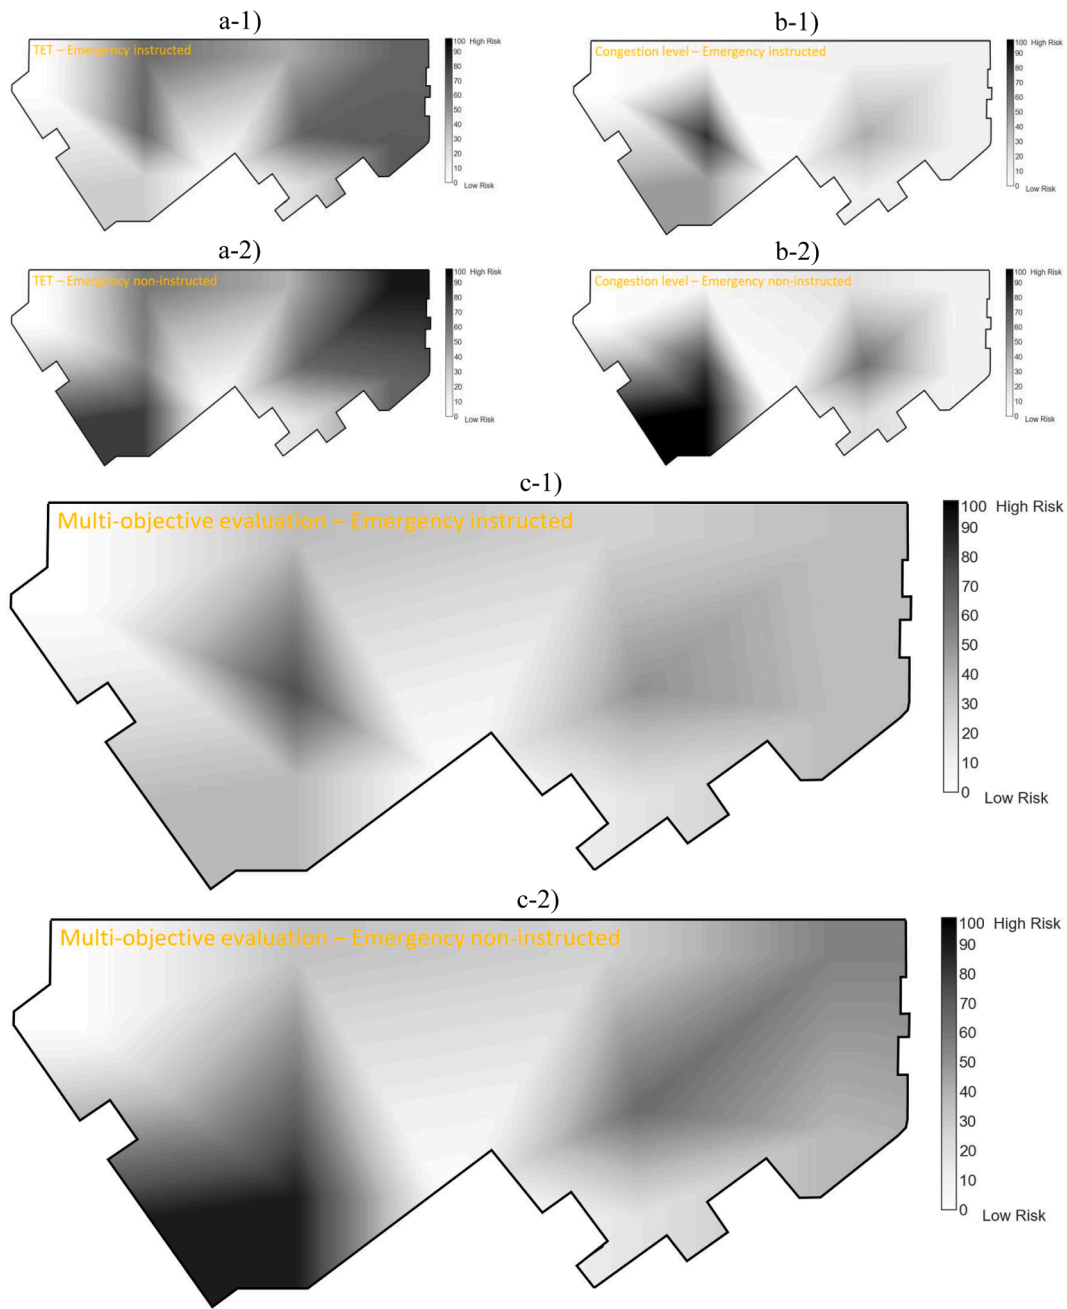 a-1)
TET – Emergency instructed
100 High Risk
90
80
70
60
50
40
30
20
10
0
Low Risk
b-1)
Congestion level – Emergency instructed
100 High Risk
90
80
70
60
50
40
30
20
10
0
Low Risk
a-2)
TET – Emergency non-instructed
100
High Risk
90
80
70
60
50
40
30
20
10
0
Low Risk
b-2)
Congestion level – Emergency non-instructed
100
High Risk
90
80
70
60
50
40
30
20
10
0
Low Risk
c-1)
Multi-objective evaluation – Emergency instructed
100 High Risk
90
80
70
60
50
40
30
20
10
0
Low Risk
c-2)
Multi-objective evaluation – Emergency non-instructed
100 High Risk
90
80
70
60
50
40
30
20
10
0
Low Risk